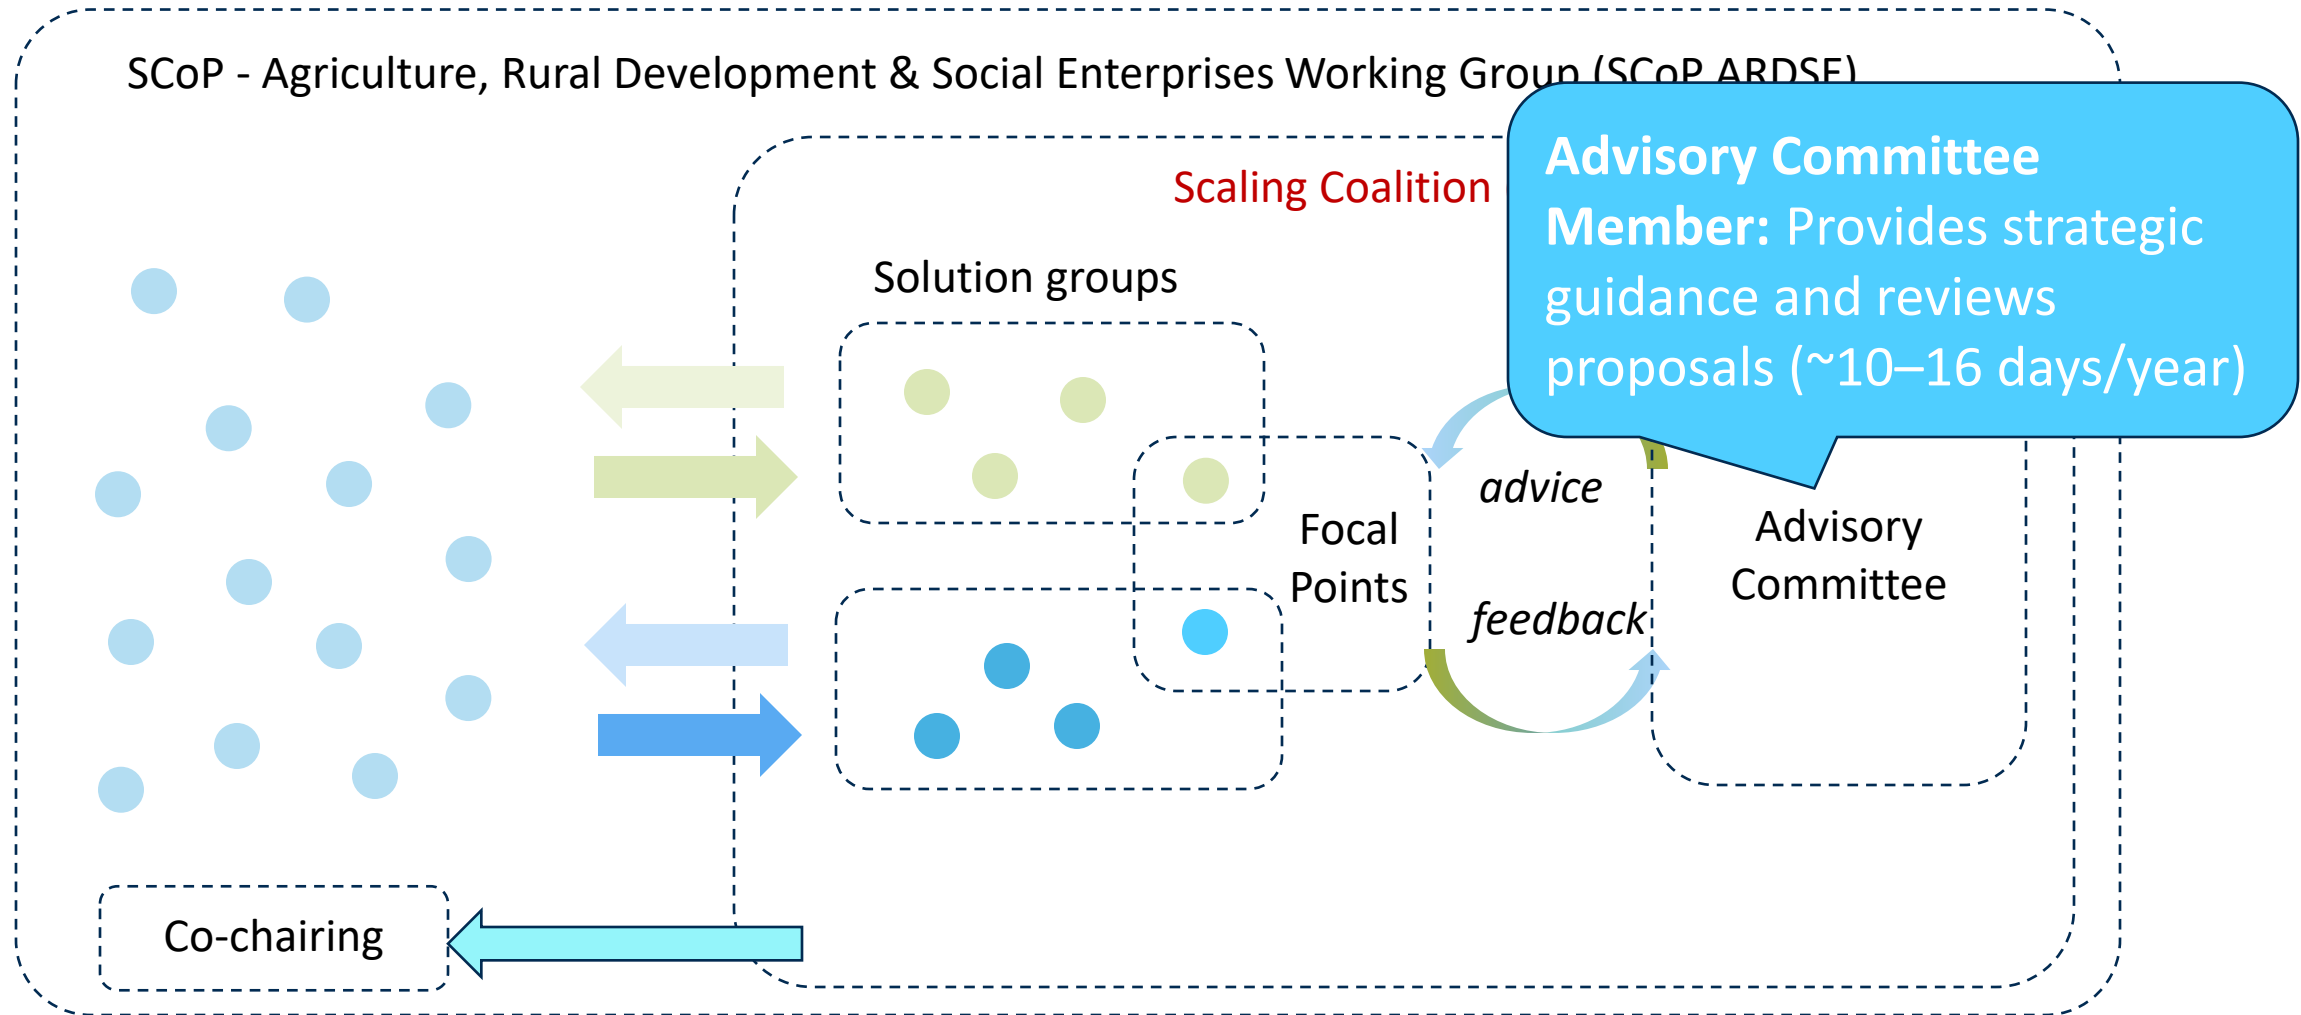 SCoP - Agriculture, Rural Development & Social Enterprises Working Group (SCoP ARDSE)
Scaling Coalition
Advisory Committee
Member: Provides strategic
guidance and reviews
proposals (~10–16 days/year)
Solution groups
advice
Focal
Points
Advisory
Committee
feedback
Co-chairing